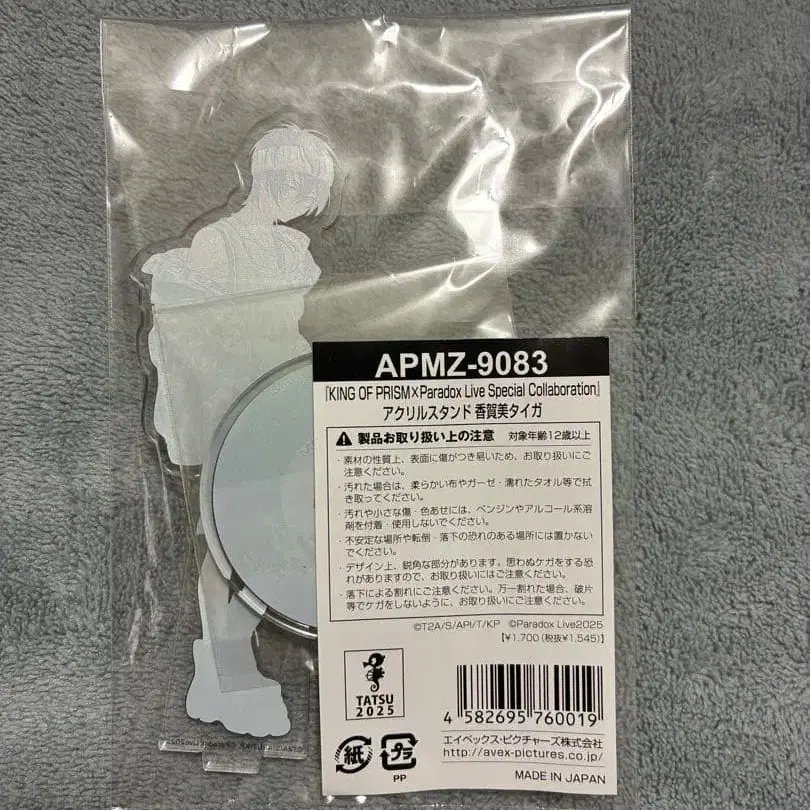 APMZ-9083
『KING OF PRISM×Paradox Live Special Collaboration』
アクリルスタンド 香賀美タイガ
製品お取り扱い上の注意 対象年齢12歳以上
・素材の性質上、表面に傷がつき易いため、お取り扱いにご
注意ください。
・汚れた場合は、柔らかい布やガーゼ・濡れたタオル等で拭
き取ってください。
・汚れや小さな傷・色あせには、ベンジンやアルコール系溶
剤を付着・使用しないでください。
・不安定な場所や転倒・落下の恐れのある場所には置かない
でください。
・デザイン上、鋭角な部分があります。思わぬケガをする恐
れがありますので、お取り扱いにはご注意ください。
・落下による割れにご注意ください。万一割れた場合、破片
等でケガをしないように、お取り扱いにご注意ください。
©T2A/S/API/T/KP ©Paradox Live2025
【¥1,700(税抜¥1,545)】
TATSU
2025
4 582695 760019
紙 プラ
PP
エイベックス・ピクチャーズ株式会社
http://avex-pictures.co.jp/
MADE IN JAPAN